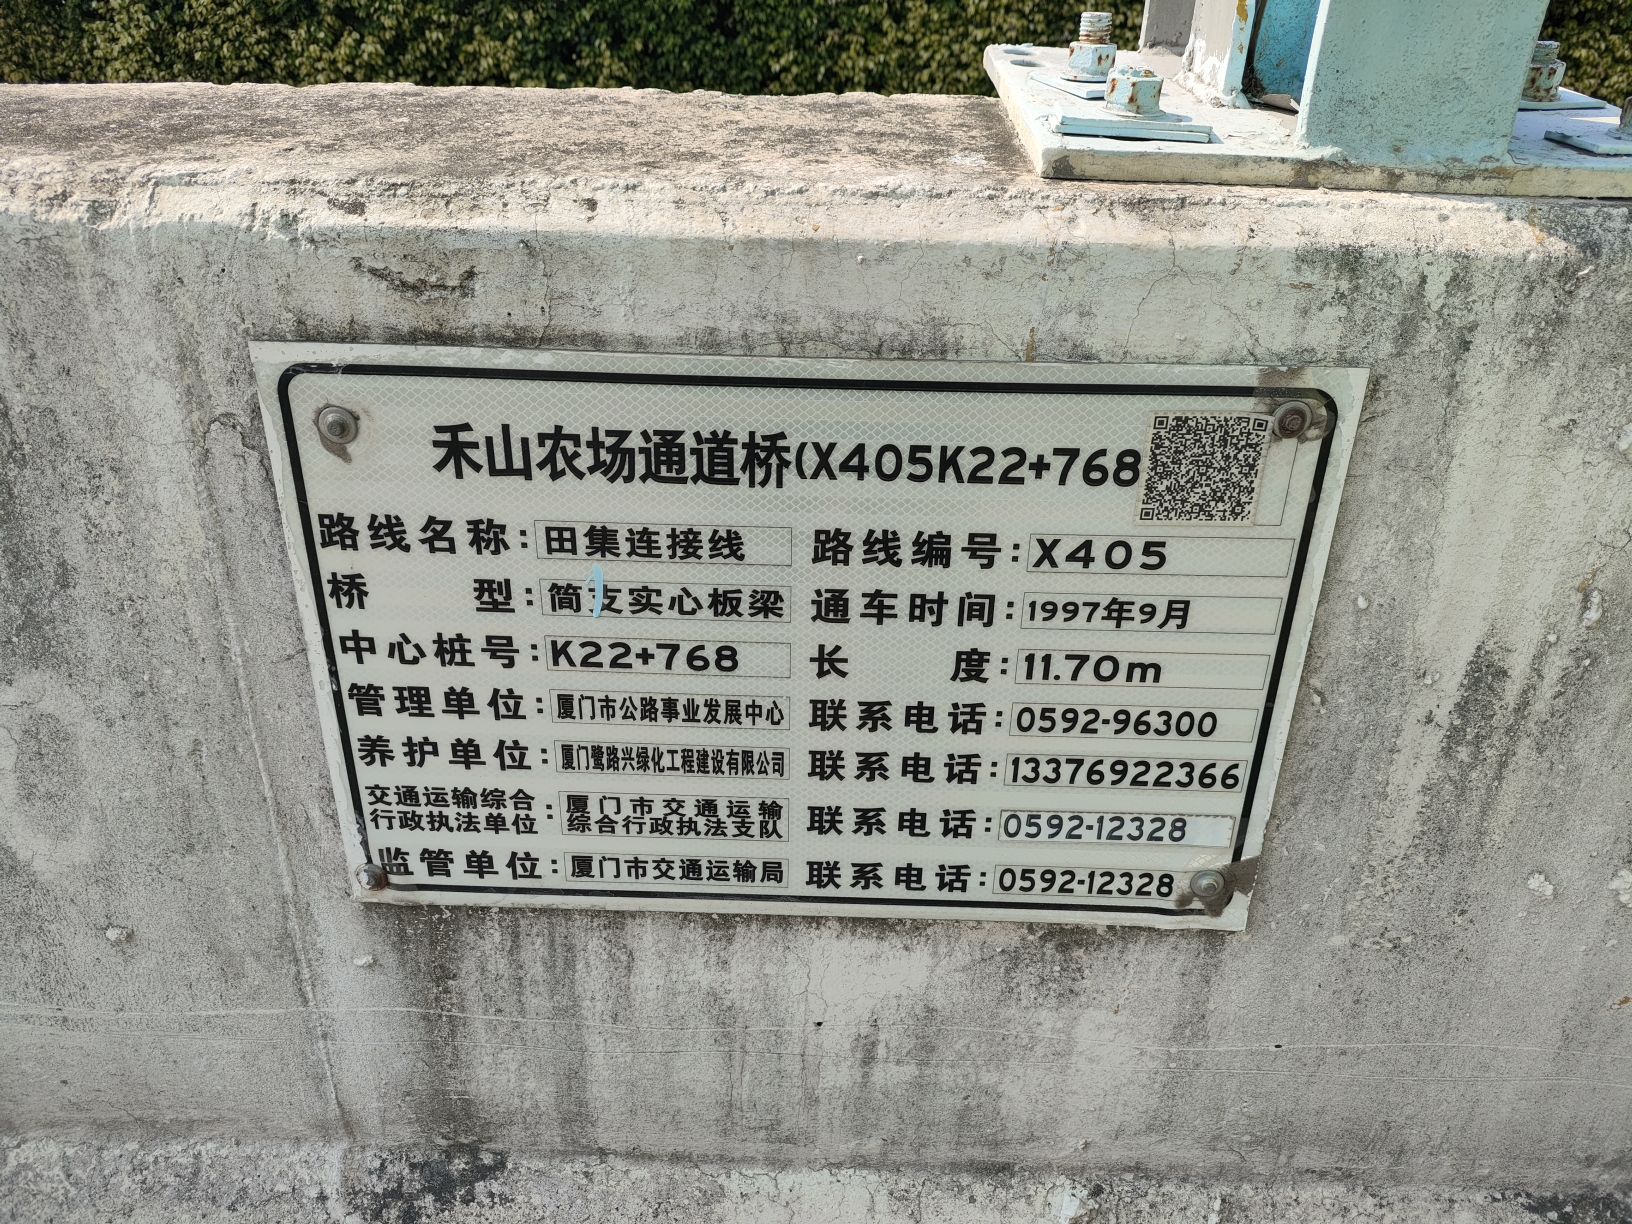 禾山农场通道桥(X405K22+768
路线名称：田集连接线 路线编号：X405
桥 型：简支实心板梁 通车时间：1997年9月
中心桩号：K22+768 长 度：11.70m
管理单位：厦门市公路事业发展中心 联系电话：0592-96300
养护单位：厦门鹭路兴绿化工程建设有限公司 联系电话：13376922366
交通运输综合行政执法单位：厦门市交通运输综合行政执法支队 联系电话：0592-12328
监管单位：厦门市交通运输局 联系电话：0592-12328